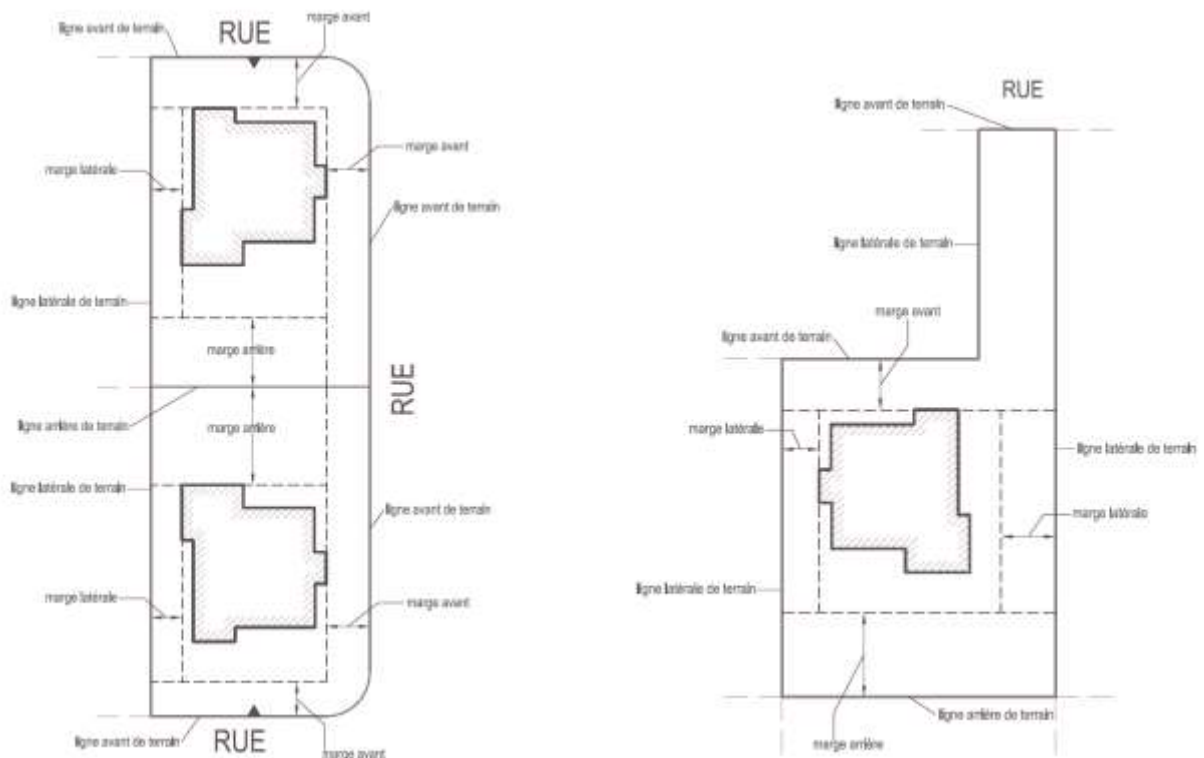 ligne avant de terrain
RUE
marge avant
marge latérale
marge avant
ligne avant de terrain
ligne latérale de terrain
marge arrière
RUE
ligne arrière de terrain
marge arrière
ligne latérale de terrain
ligne avant de terrain
marge latérale
marge avant
ligne avant de terrain
RUE
marge avant
RUE
ligne avant de terrain
ligne latérale de terrain
marge avant
ligne avant de terrain
marge latérale
ligne latérale de terrain
marge latérale
ligne latérale de terrain
ligne arrière de terrain
marge arrière